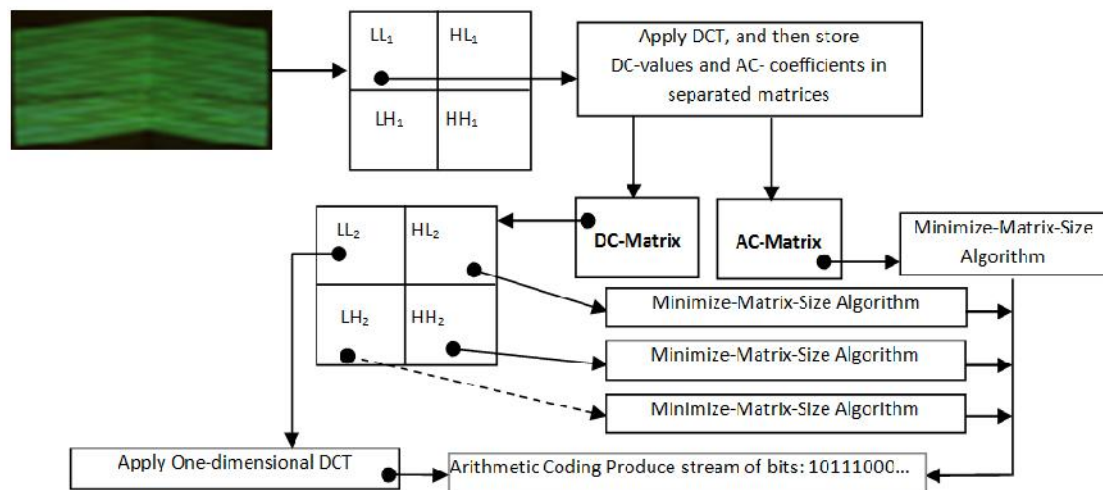 LL₁
HL₁
LH₁
HH₁
Apply DCT, and then store
DC-values and AC- coefficients in
separated matrices
DC-Matrix
AC-Matrix
Minimize-Matrix-Size
Algorithm
LL₂
HL₂
LH₂
HH₂
Minimize-Matrix-Size Algorithm
Minimize-Matrix-Size Algorithm
Minimize-Matrix-Size Algorithm
Apply One-dimensional DCT
Arithmetic Coding Produce stream of bits: 10111000...